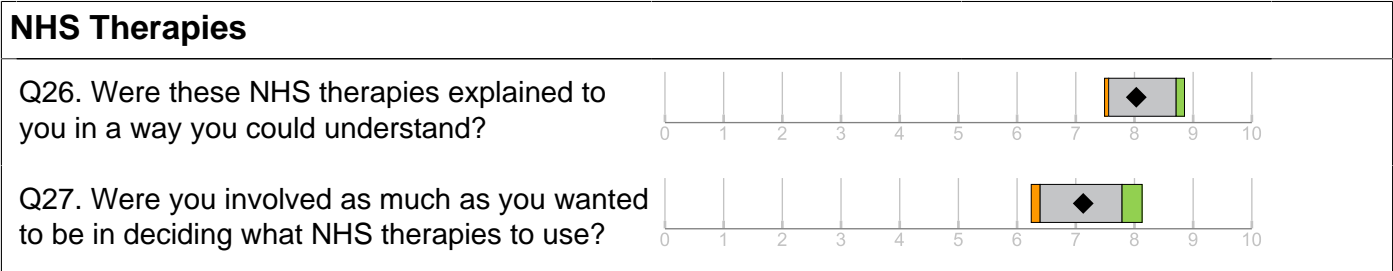 NHS Therapies
Q26. Were these NHS therapies explained to
you in a way you could understand?
0 1 2 3 4 5 6 7 8 9 10
Q27. Were you involved as much as you wanted
to be in deciding what NHS therapies to use?
0 1 2 3 4 5 6 7 8 9 10